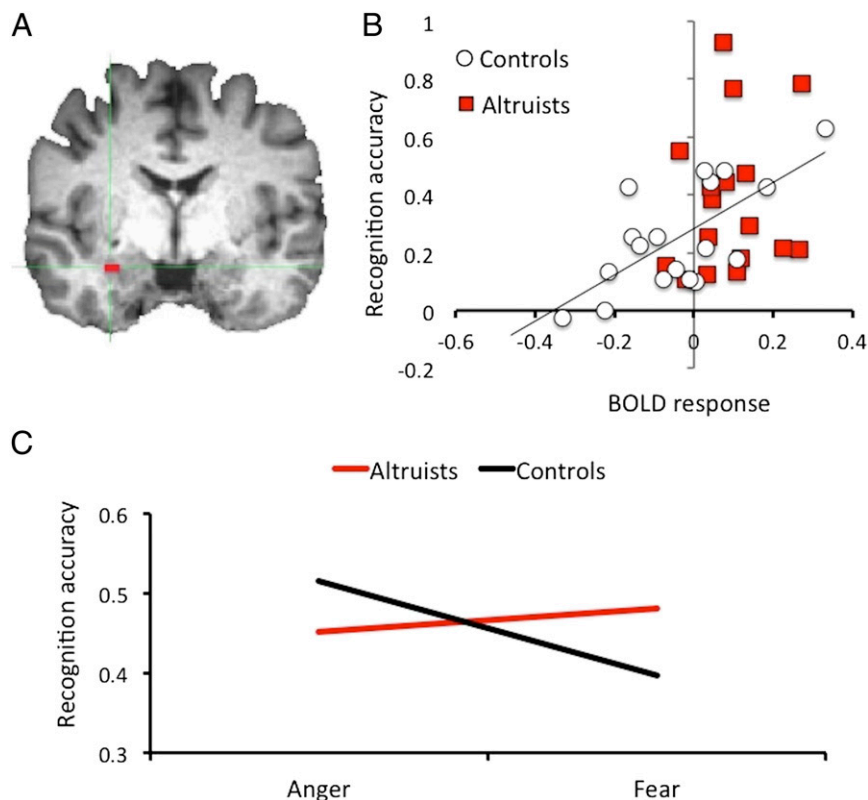 A
B
1
Controls
0.8
Altruists
0.6
0.4
0.2
0
-0.6
-0.4
-0.2
0
0.2
0.4
-0.2
Recognition accuracy
BOLD response
C
Altruists
Controls
0.6
0.5
0.4
0.3
Recognition accuracy
Anger
Fear